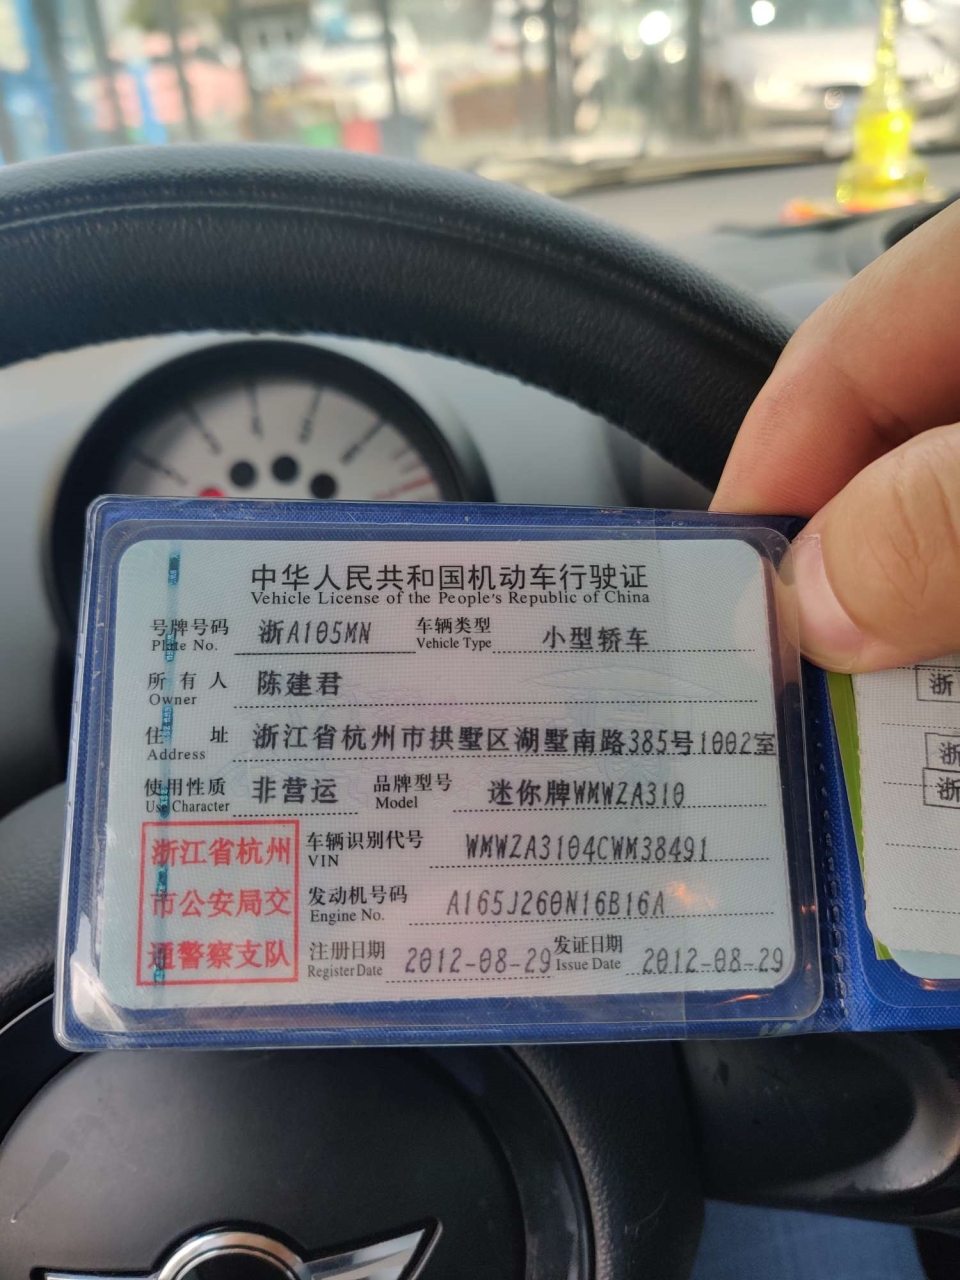 中华人民共和国机动车行驶证
Vehicle License of the People's Republic of China
号牌号码 浙A105MN 车辆类型 小型轿车
Plate No. Vehicle Type
所有人 陈建君
Owner
住址 浙江省杭州市拱墅区湖墅南路385号1002室
Address
使用性质 非营运 品牌型号 迷你牌WMWZA310
Use Character Model
浙江省杭州
市公安局交
通警察支队
车辆识别代号 WMWZA3104CWM38491
VIN
发动机号码 A165J260N16B16A
Engine No.
注册日期 2012-08-29 发证日期 2012-08-29
Register Date Issue Date
浙
浙
浙